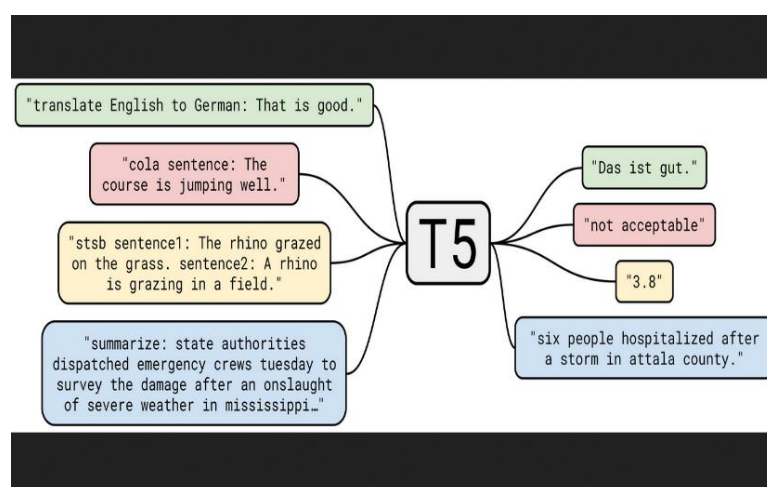 "translate English to German: That is good."
"cola sentence: The
course is jumping well."
"stsb sentence1: The rhino grazed
on the grass. sentence2: A rhino
is grazing in a field."
"summarize: state authorities
dispatched emergency crews tuesday to
survey the damage after an onslaught
of severe weather in mississippi…"
T5
"Das ist gut."
"not acceptable"
"3.8"
"six people hospitalized after
a storm in attala county."